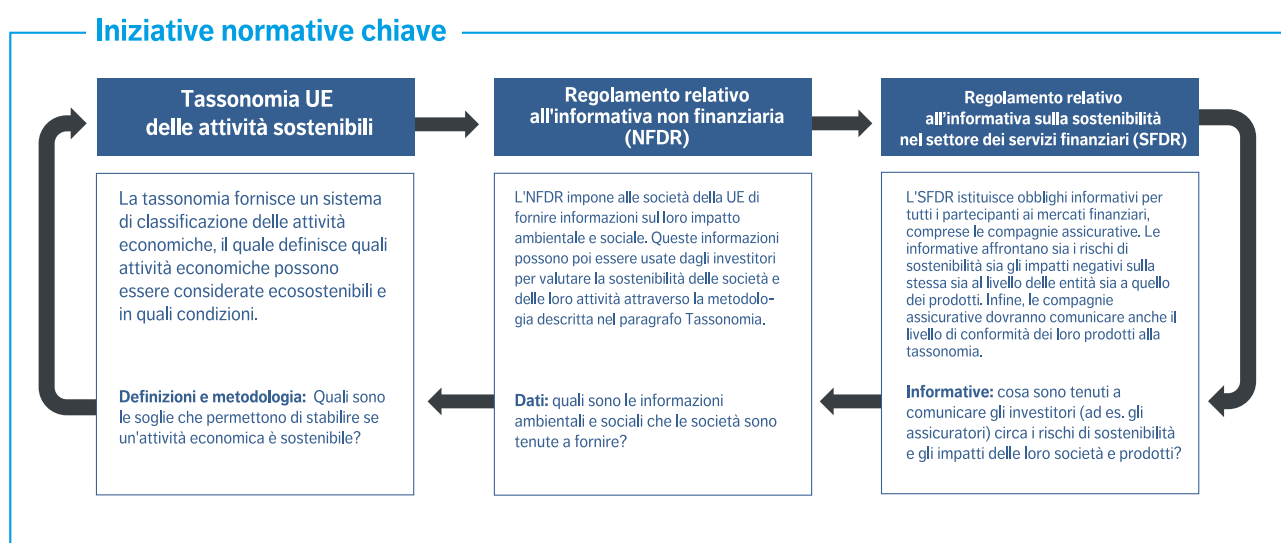 Iniziative normative chiave
Tassonomia UE
delle attività sostenibili
La tassonomia fornisce un sistema
di classificazione delle attività
economiche, il quale definisce quali
attività economiche possono
essere considerate ecosostenibili e
in quali condizioni.
Definizioni e metodologia: Quali sono
le soglie che permettono di stabilire se
un'attività economica è sostenibile?
Regolamento relativo
all'informativa non finanziaria
(NFDR)
L'NFDR impone alle società della UE di
fornire informazioni sul loro impatto
ambientale e sociale. Queste informazioni
possono poi essere usate dagli investitori
per valutare la sostenibilità delle società e
delle loro attività attraverso la metodolo-
gia descritta nel paragrafo Tassonomia.
Dati: quali sono le informazioni
ambientali e sociali che le società sono
tenute a fornire?
Regolamento relativo
all'informativa sulla sostenibilità
nel settore dei servizi finanziari (SFDR)
L'SFDR istituisce obblighi informativi per
tutti i partecipanti ai mercati finanziari,
comprese le compagnie assicurative. Le
informative affrontano sia i rischi di
sostenibilità sia gli impatti negativi sulla
stessa sia al livello delle entità sia a quello
dei prodotti. Infine, le compagnie
assicurative dovranno comunicare anche il
livello di conformità dei loro prodotti alla
tassonomia.
Informative: cosa sono tenuti a
comunicare gli investitori (ad es. gli
assicuratori) circa i rischi di sostenibilità
e gli impatti delle loro società e prodotti?